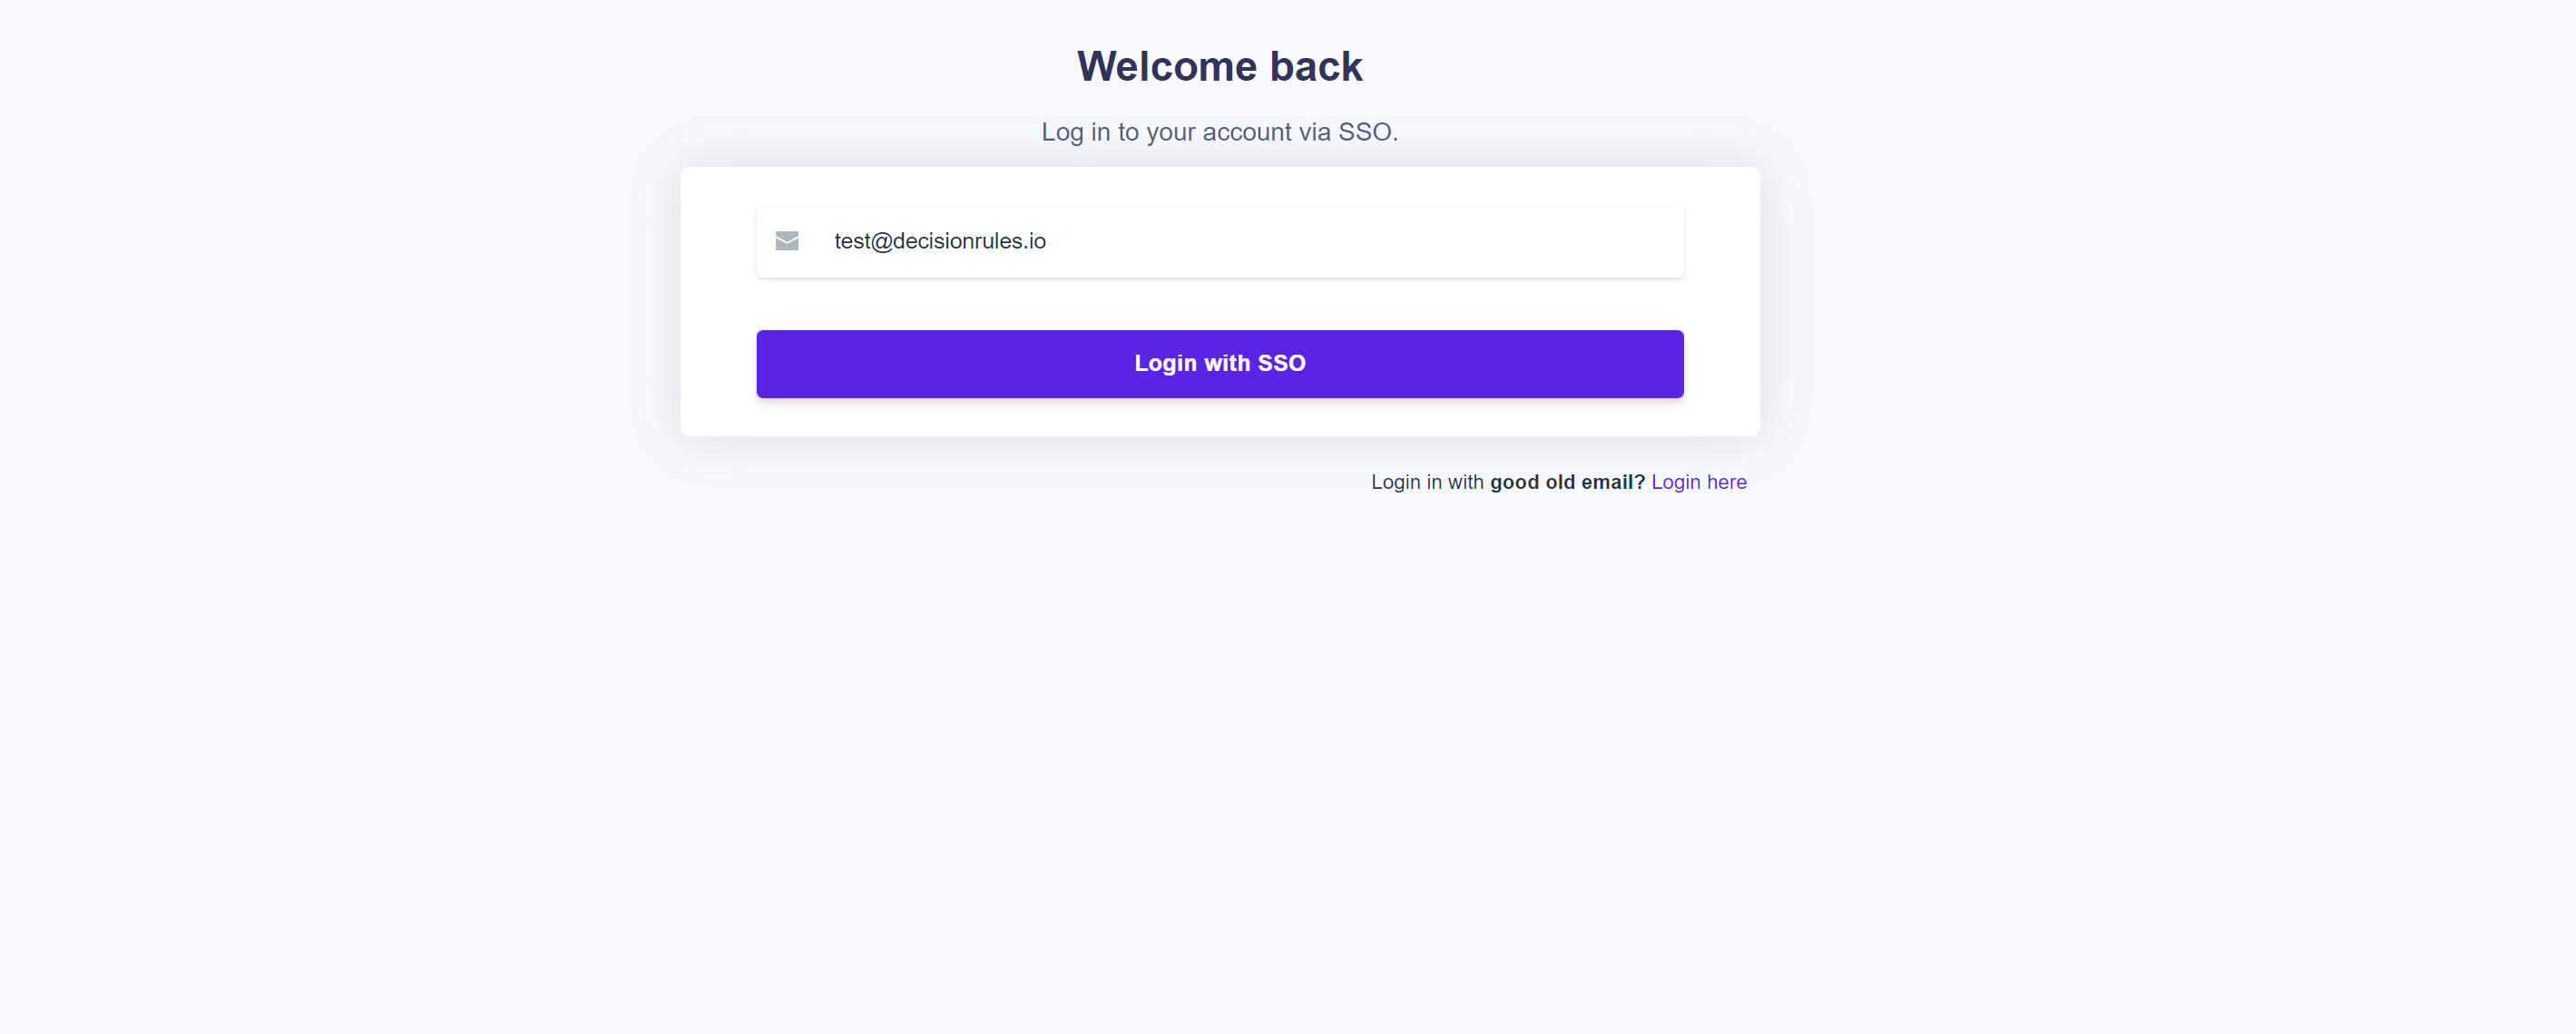 Welcome back
Log in to your account via SSO.
test@decisionrules.io
Login with SSO
Login in with good old email? Login here